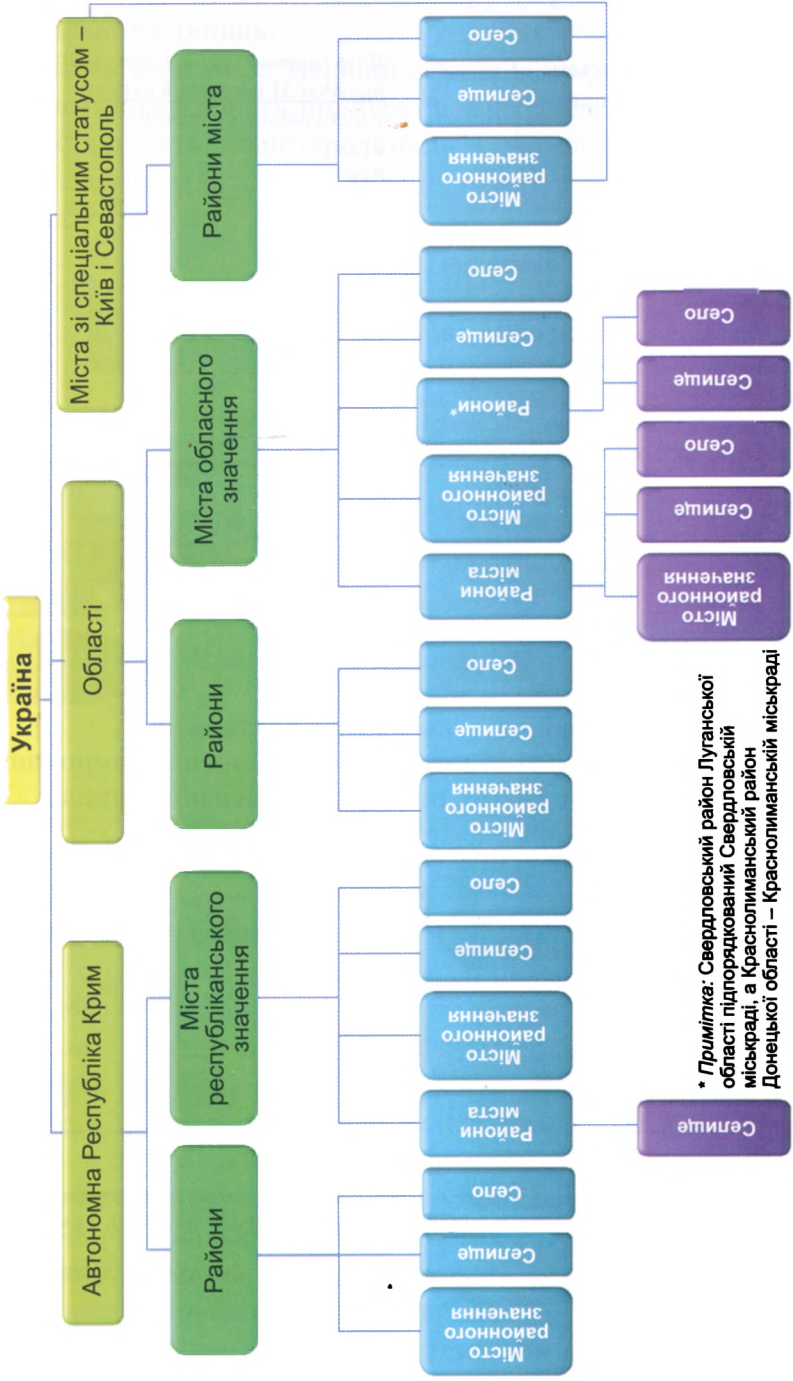 Україна
Автономна Республіка Крим
Області
Міста зі спеціальним статусом –
Київ і Севастополь
Райони
Міста
республіканського
значення
Райони
Міста обласного
значення
Райони міста
Місто
районного
значення
Селище
Село
Райони
міста
Місто
районного
значення
Селище
Село
Місто
районного
значення
Селище
Село
Райони
міста
Місто
районного
значення
Райони*
Селище
Село
Місто
районного
значення
Селище
Село
Селище
Місто
районного
значення
Селище
Село
Селище
Село
* Примітка: Свердловський район Луганської
області підпорядкований Свердловській
міськраді, а Краснолиманський район
Донецької області – Краснолиманській міськраді